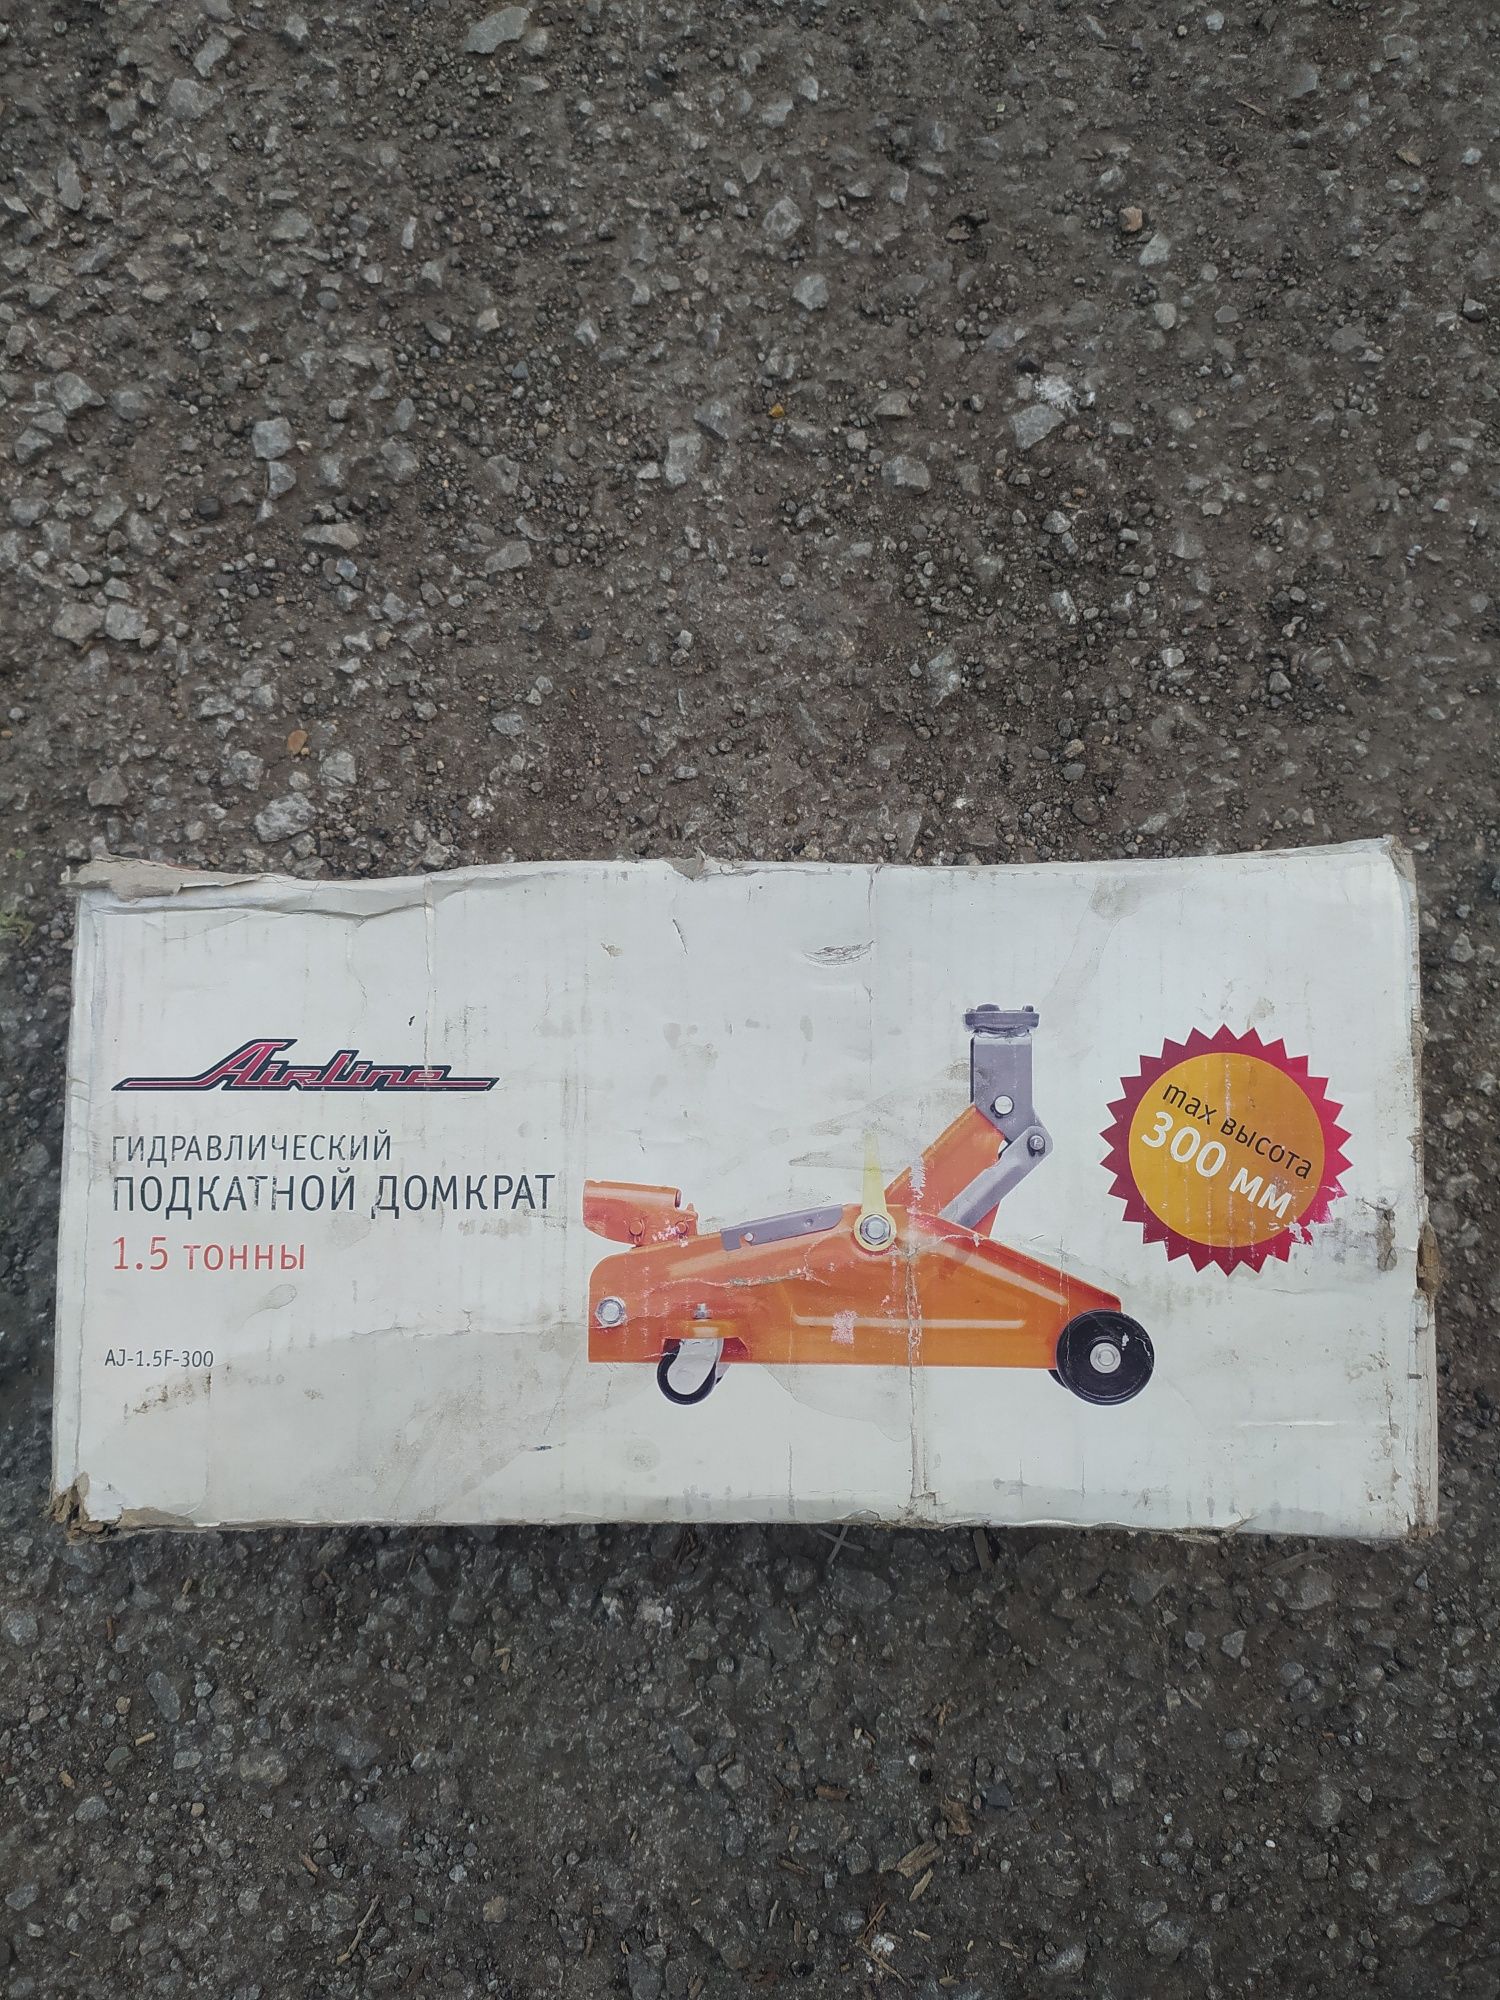 AirLine
ГИДРАВЛИЧЕСКИЙ
ПОДКАТНОЙ ДОМКРАТ
1.5 ТОННЫ
AJ-1.5F-300
max высота
300 мм